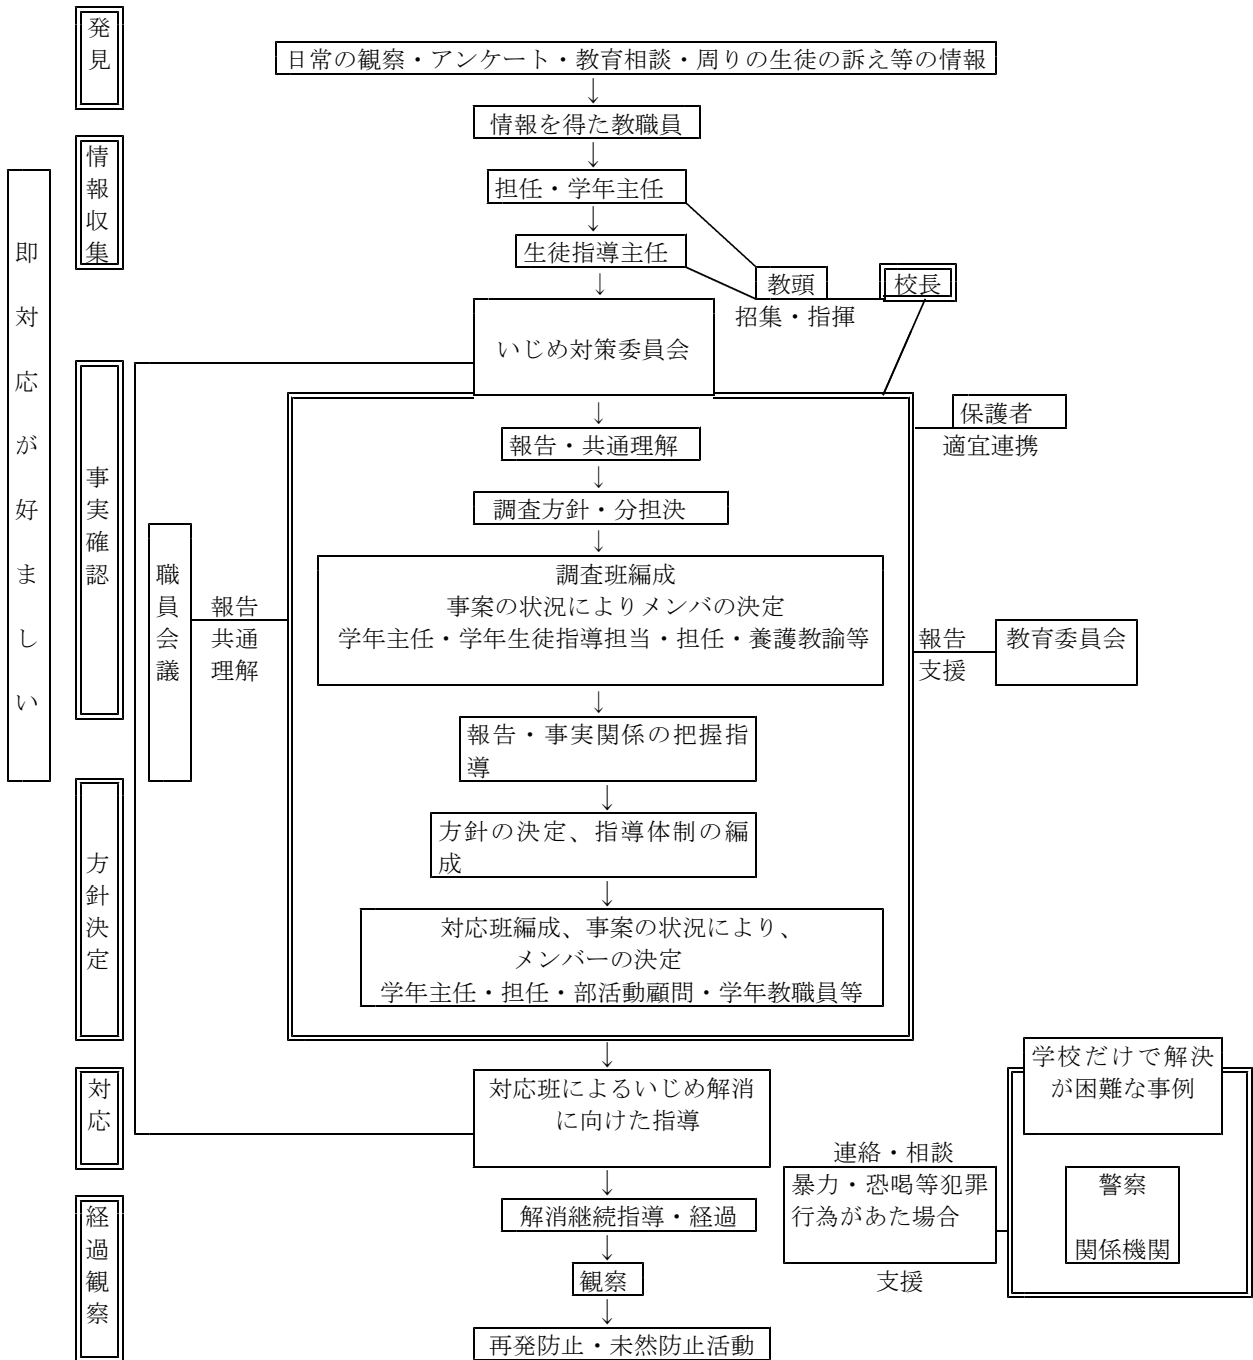 発見
日常の観察・アンケート・教育相談・周りの生徒の訴え等の情報
↓
情報を得た教職員
↓
情報収集
担任・学年主任
↓
生徒指導主任
↓
教頭
校長
招集・指揮
即対応が好ましい
いじめ対策委員会
↓
保護者
適宜連携
報告・共通理解
↓
調査方針・分担決
↓
事実確認
職員会議
報告
共通
理解
調査班編成
事案の状況によりメンバの決定
学年主任・学年生徒指導担当・担任・養護教諭等
報告
支援
教育委員会
↓
報告・事実関係の把握指
導
↓
方針の決定、指導体制の編
成
↓
方針決定
対応班編成、事案の状況により、
メンバーの決定
学年主任・担任・部活動顧問・学年教職員等
↓
対応
対応班によるいじめ解消
に向けた指導
↓
学校だけで解決
が困難な事例
連絡・相談
暴力・恐喝等犯罪
行為があた場合
支援
警察
関係機関
経過観察
解消継続指導・経過
↓
観察
↓
再発防止・未然防止活動